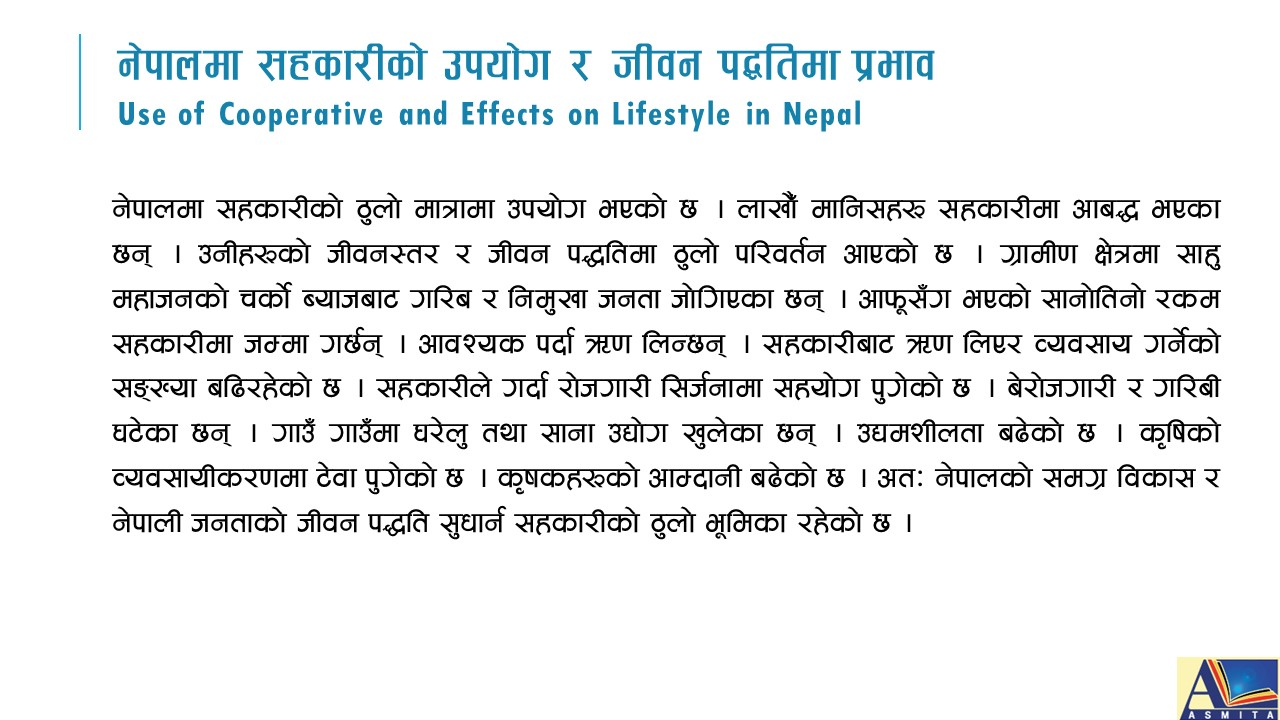 नेपालमा सहकारीको उपयोग र जीवन पद्धतिमा प्रभाव
Use of Cooperative and Effects on Lifestyle in Nepal
नेपालमा सहकारीको ठुलो मात्रामा उपयोग भएको छ । लाखौँ मानिसहरू सहकारीमा आबद्ध भएका
छन् । उनीहरूको जीवनस्तर र जीवन पद्धतिमा ठुलो परिवर्तन आएको छ । ग्रामीण क्षेत्रमा साहु
महाजनको चर्को ब्याजबाट गरिब र निमुखा जनता जोगिएका छन् । आफूसँग भएको सानोतिनो रकम
सहकारीमा जम्मा गर्छन् । आवश्यक पर्दा ऋण लिन्छन् । सहकारीबाट ऋण लिएर व्यवसाय गर्नेको
सङ्ख्या बढिरहेको छ । सहकारीले गर्दा रोजगारी सिर्जनामा सहयोग पुगेको छ । बेरोजगारी र गरिबी
घटेका छन् । गाउँ गाउँमा घरेलु तथा साना उद्योग खुलेका छन् । उद्यमशीलता बढेको छ । कृषिको
व्यवसायीकरणमा टेवा पुगेको छ । कृषकहरुको आम्दानी बढेको छ । अतः नेपालको समग्र विकास र
नेपाली जनताको जीवन पद्धति सुधार्न सहकारीको ठुलो भूमिका रहेको छ ।
ASMITA